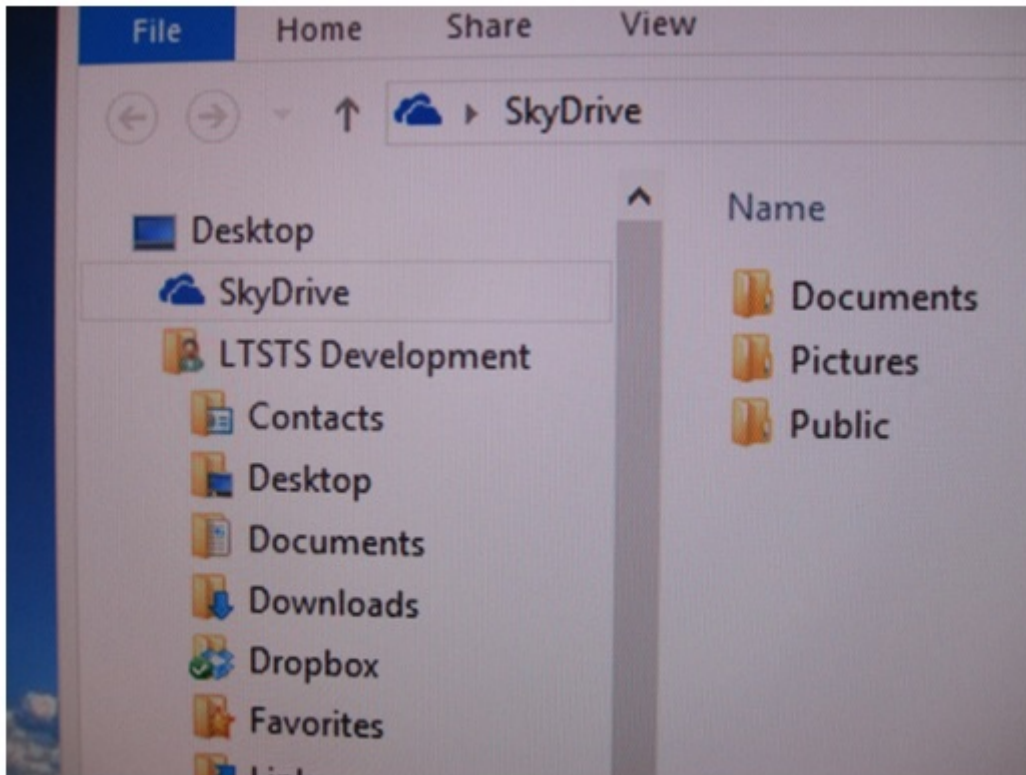 File Home Share View
SkyDrive
Name
Desktop
SkyDrive
LTSTS Development
Contacts
Desktop
Documents
Downloads
Dropbox
Favorites
Documents
Pictures
Public